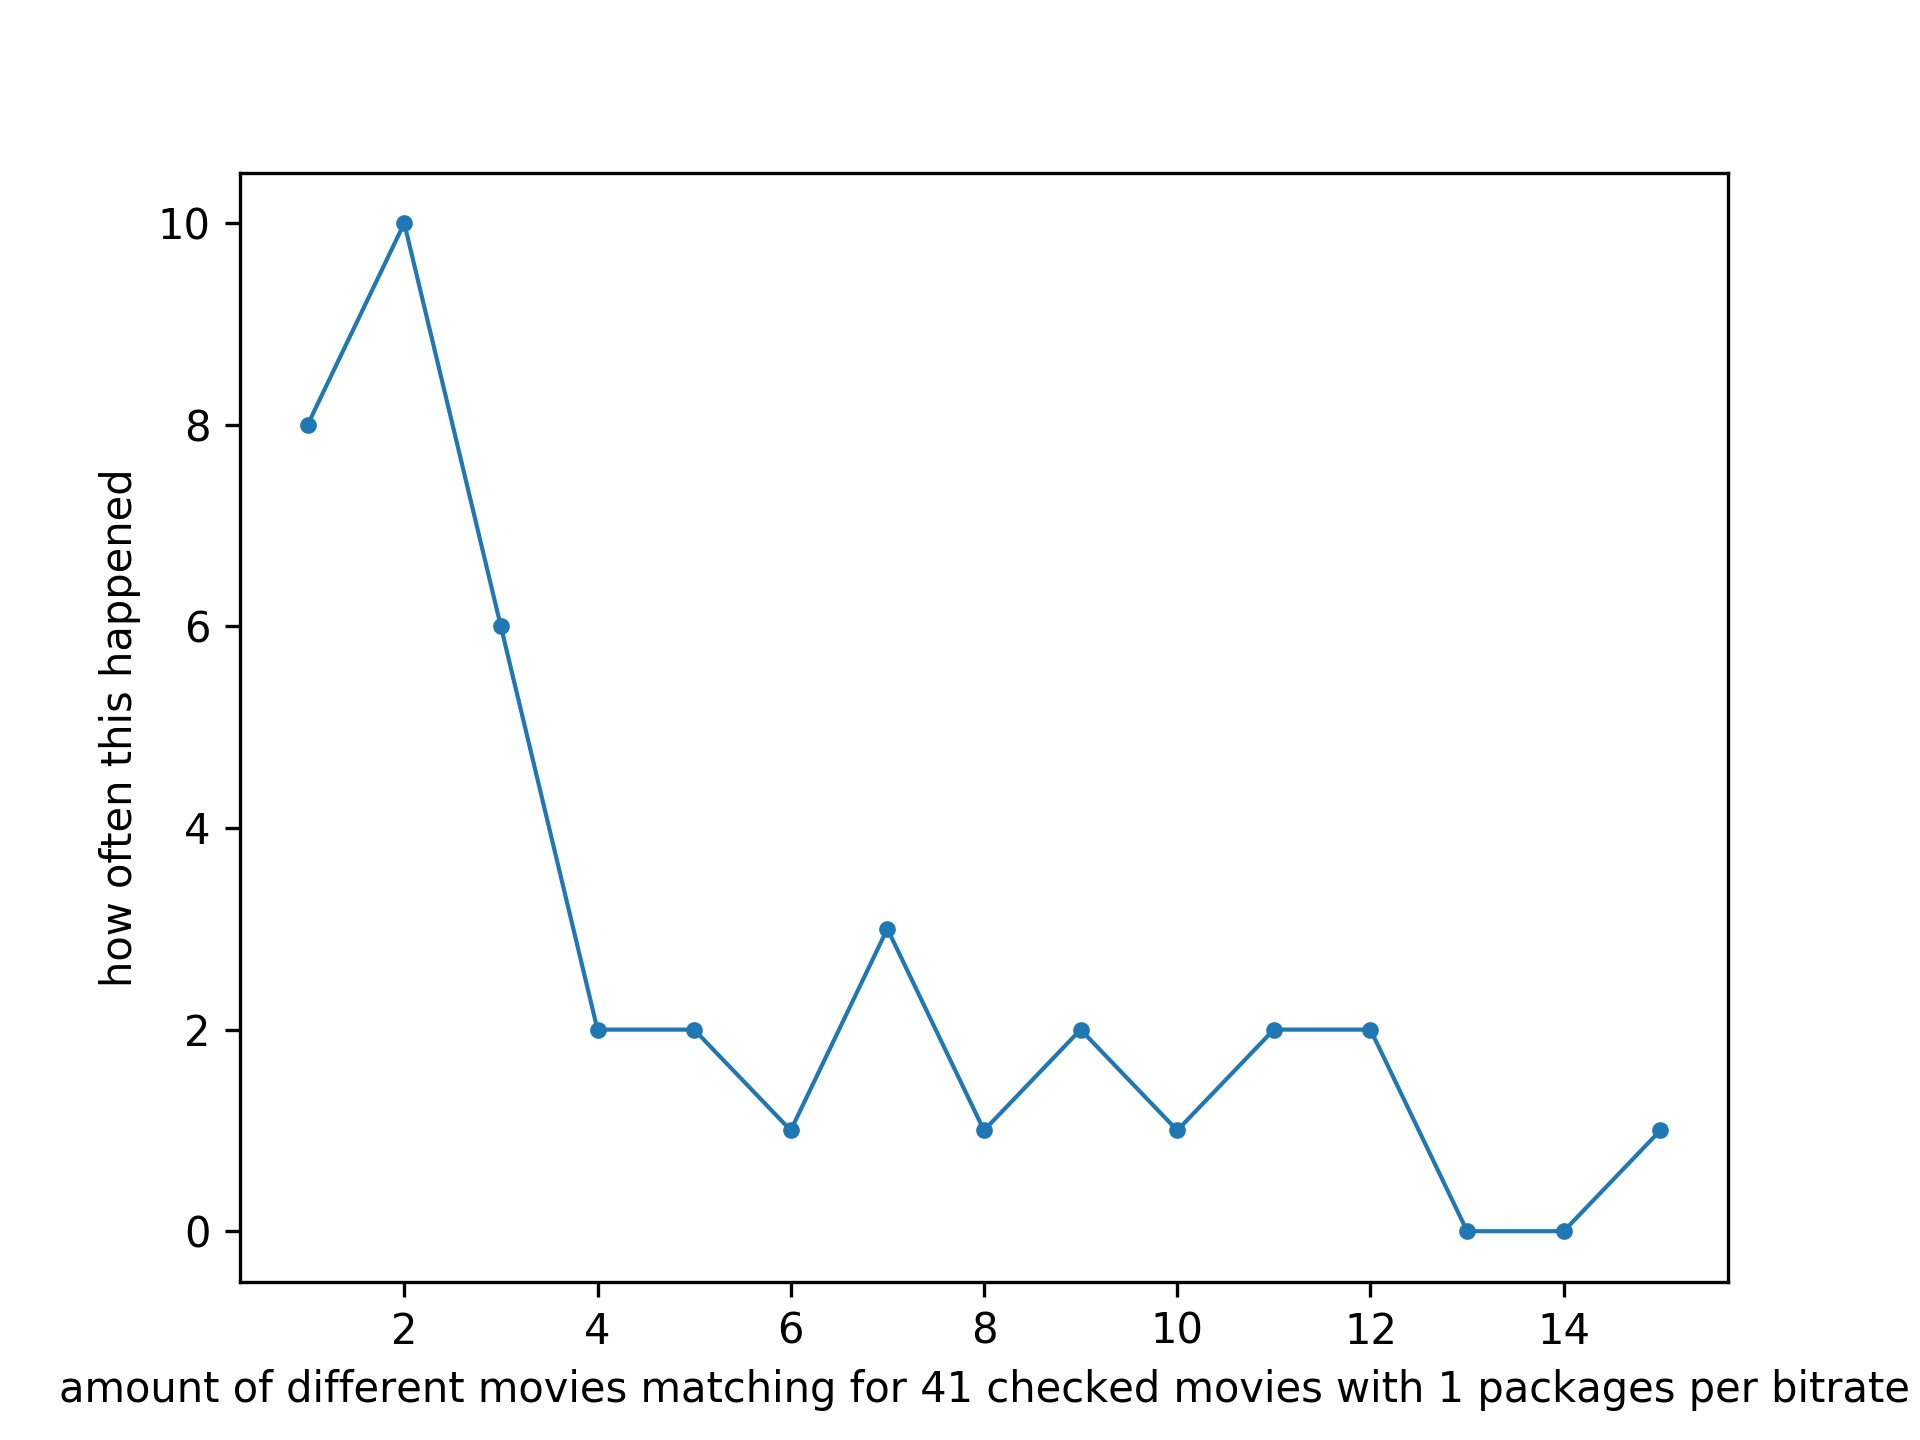 10
8
6
4
2
0
how often this happened
2 4 6 8 10 12 14
amount of different movies matching for 41 checked movies with 1 packages per bitrate